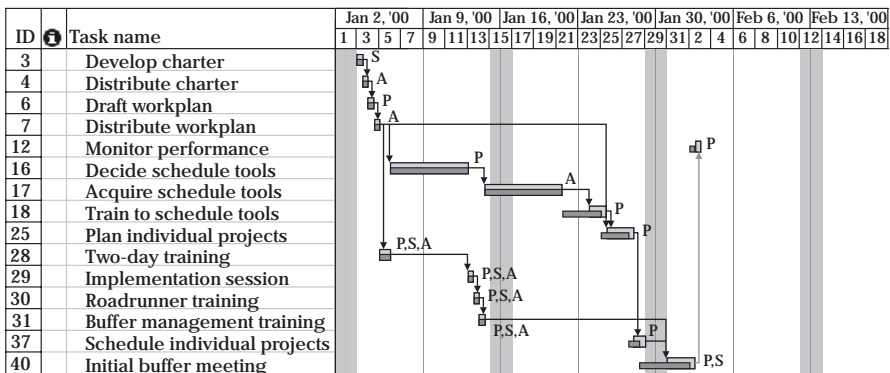 Jan 2, '00 Jan 9, '00 Jan 16, '00 Jan 23, '00 Jan 30, '00 Feb 6, '00 Feb 13, '00
ID i Task name 1 3 5 7 9 11 13 15 17 19 21 23 25 27 29 31 2 4 6 8 10 12 14 16 18
3 Develop charter S
4 Distribute charter A
6 Draft workplan P
7 Distribute workplan A
12 Monitor performance P
16 Decide schedule tools P
17 Acquire schedule tools A
18 Train to schedule tools P
25 Plan individual projects P
28 Two-day training P,S,A
29 Implementation session P,S,A
30 Roadrunner training P,S,A
31 Buffer management training P,S,A
37 Schedule individual projects P
40 Initial buffer meeting P,S